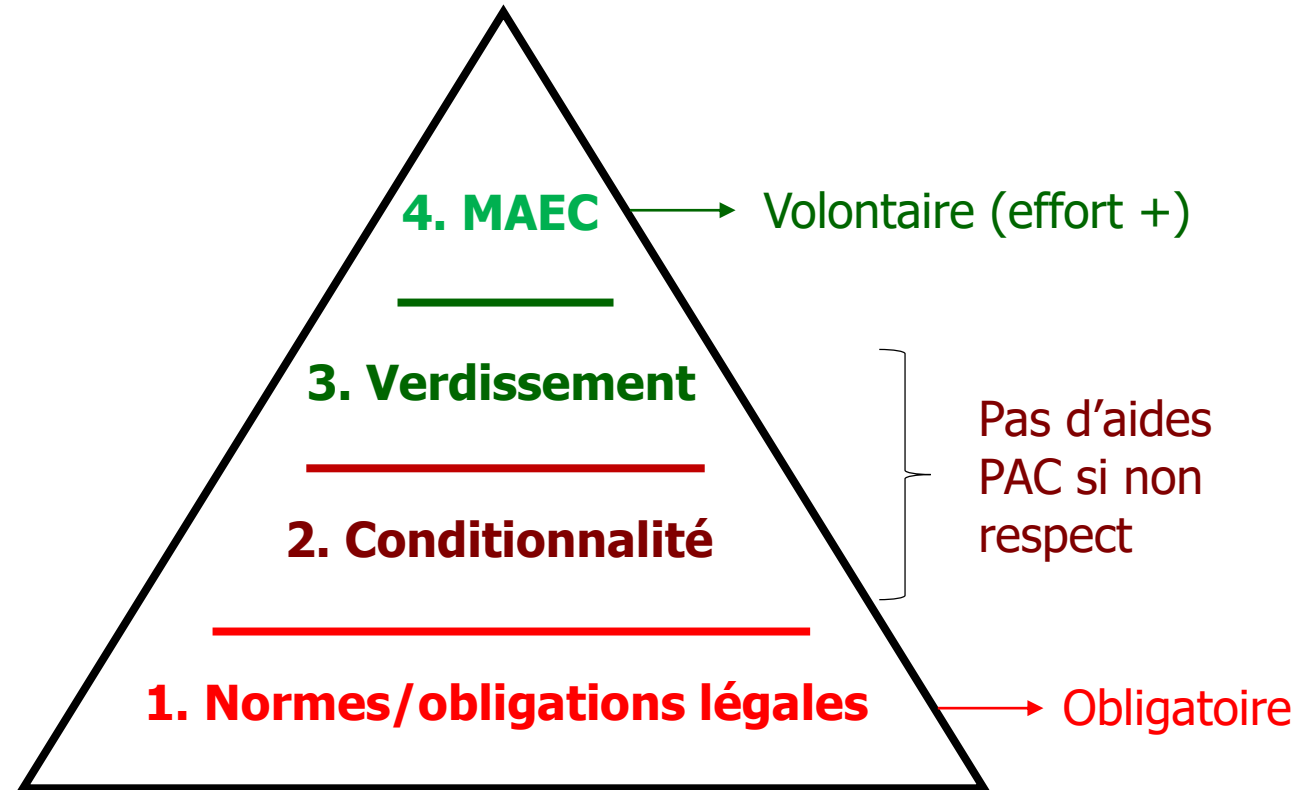 4. MAEC
Volontaire (effort +)
3. Verdissement
Pas d’aides
PAC si non
respect
2. Conditionnalité
1. Normes/obligations légales
Obligatoire